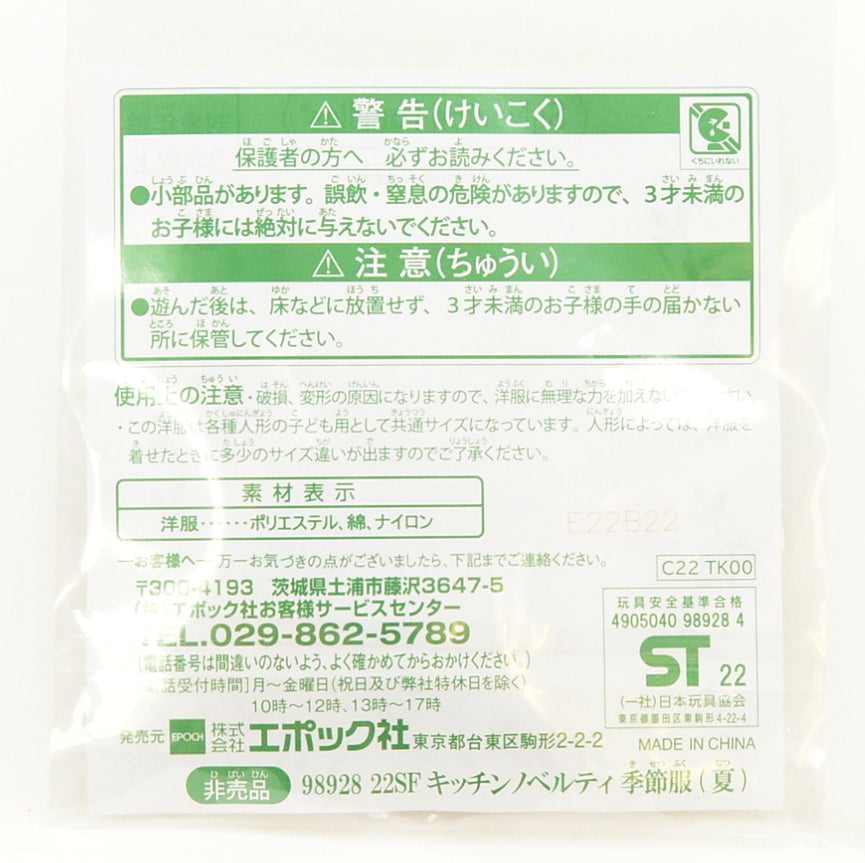 ⚠ 警告(けいこく)
くちにいれない
保護者の方へ 必ずお読みください。
●小部品があります。誤飲・窒息の危険がありますので、3才未満の
お子様には絶対に与えないでください。
⚠ 注意(ちゅうい)
●遊んだ後は、床などに放置せず、3才未満のお子様の手の届かない
所に保管してください。
使用上の注意・破損、変形の原因になりますので、洋服に無理な力を加えないでください。
・この洋服は各種人形の子ども用として共通サイズになっています。人形によっては、洋服を
着せたときに多少のサイズ違いが出ますのでご了承ください。
素材表示
洋服……ポリエステル、綿、ナイロン
E22B22
―お客様へ―万一お気づきの点がございましたら、下記までご連絡ください。
C22 TK00
〒300-4193 茨城県土浦市藤沢3647-5
(株)エポック社お客様サービスセンター
TEL.029-862-5789
(電話番号は間違いのないよう、よく確かめてからおかけください。)
[電話受付時間]月~金曜日(祝日及び弊社特休日を除く)
10時~12時、13時~17時
玩具安全基準合格
4905040 98928 4
ST 22
(一社)日本玩具協会
東京都墨田区東駒形4-22-4
発売元 EPOCH 株式会社エポック社 東京都台東区駒形2-2-2
MADE IN CHINA
非売品 98928 22SF キッチンノベルティ 季節服(夏)